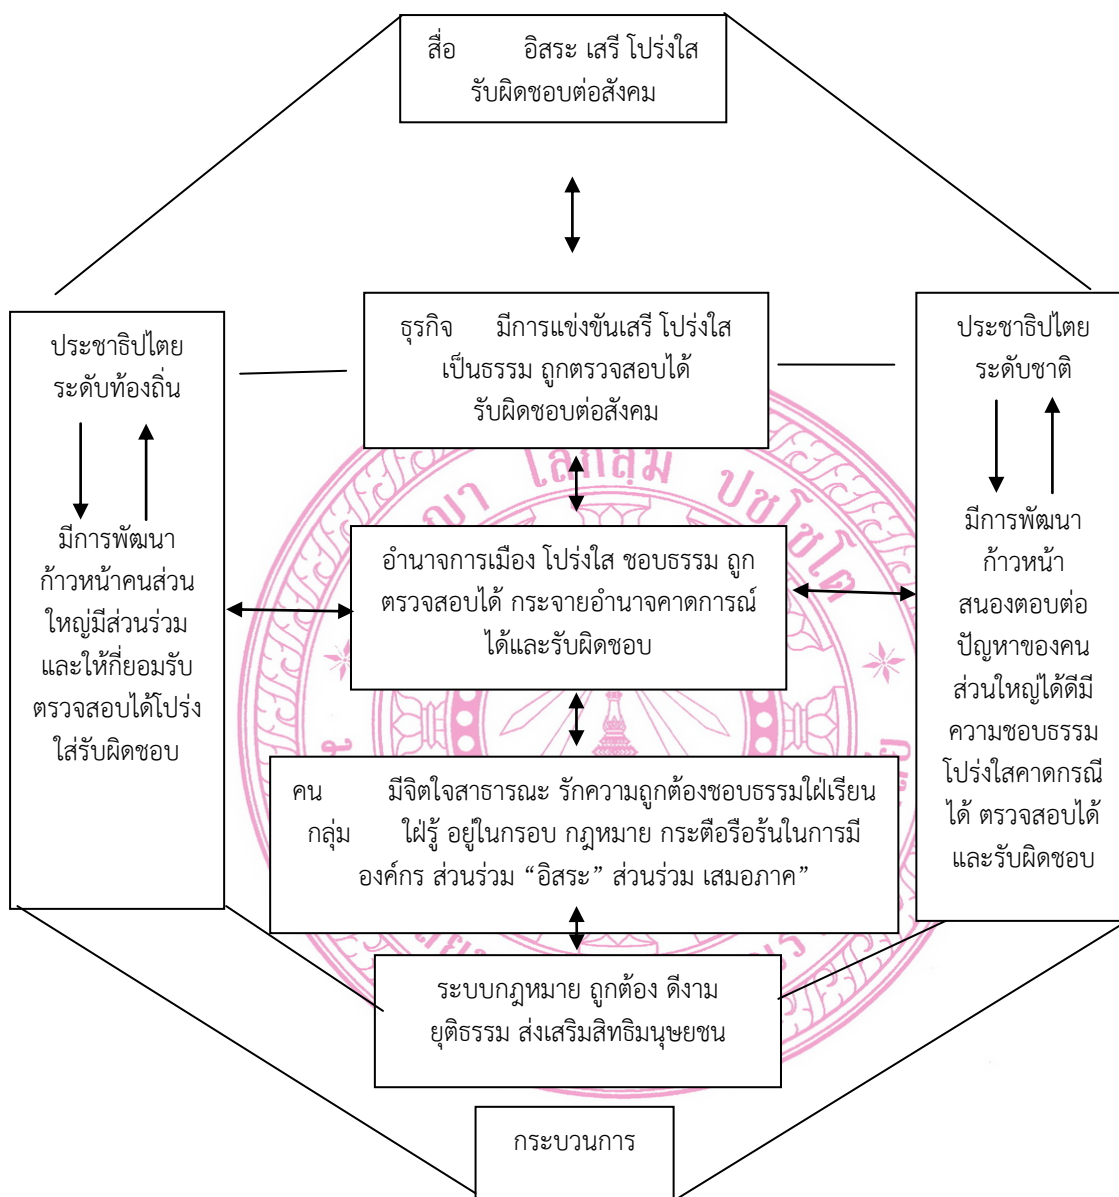 สื่อ อิสระ เสรี โปร่งใส
รับผิดชอบต่อสังคม
ธุรกิจ มีการแข่งขันเสรี โปร่งใส
เป็นธรรม ถูกตรวจสอบได้
รับผิดชอบต่อสังคม
ประชาธิปไตย
ระดับท้องถิ่น
มีการพัฒนา
ก้าวหน้าคนส่วน
ใหญ่มีส่วนร่วม
และให้กี่ยอมรับ
ตรวจสอบได้โปร่ง
ใส่รับผิดชอบ
ประชาธิปไตย
ระดับชาติ
มีการพัฒนา
ก้าวหน้า
สนองตอบต่อ
ปัญหาของคน
ส่วนใหญ่ได้ดีมี
ความชอบธรรม
โปร่งใสคาดกรณี
ได้ ตรวจสอบได้
และรับผิดชอบ
โลกสฺมิ ปชฺโชโต
อำนาจการเมือง โปร่งใส ชอบธรรม ถูก
ตรวจสอบได้ กระจายอำนาจคาดการณ์
ได้และรับผิดชอบ
คน มีจิตใจสาธารณะ รักความถูกต้องชอบธรรมใฝ่เรียน
กลุ่ม ใฝ่รู้ อยู่ในกรอบ กฎหมาย กระตือรือร้นในการมี
องค์กร ส่วนร่วม “อิสระ” ส่วนร่วม เสมอภาค”
ระบบกฎหมาย ถูกต้อง ดีงาม
ยุติธรรม ส่งเสริมสิทธิมนุษยชน
กระบวนการ